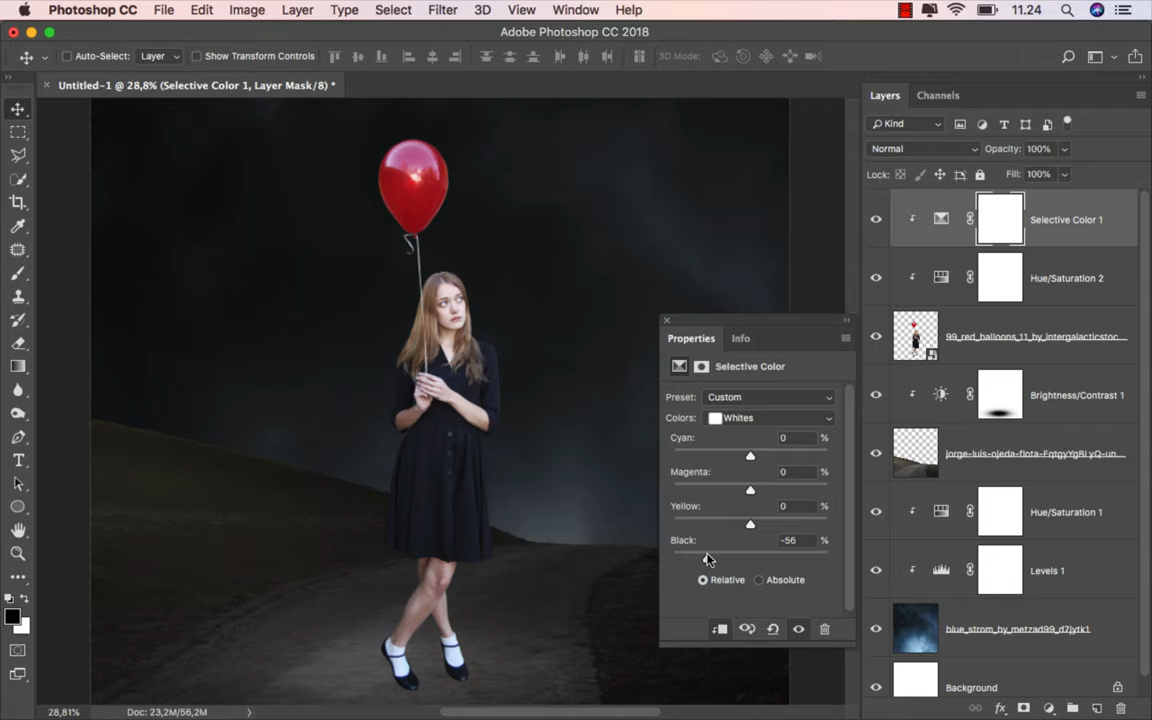 Photoshop CC File Edit Image Layer Type Select Filter 3D View Window Help 11.24
Adobe Photoshop CC 2018
Auto-Select: Layer Show Transform Controls 3D Mode:
Untitled-1 @ 28,8% (Selective Color 1, Layer Mask/8) *
Layers Channels
Kind
Normal Opacity: 100%
Lock: Fill: 100%
Selective Color 1
Hue/Saturation 2
99_red_balloons_11_by_intergalacticstoc...
Brightness/Contrast 1
jorge-luis-ojeda-flota-EqtgyYgBLyQ-un...
Hue/Saturation 1
Levels 1
blue_strom_by_metzad99_d7jytk1
Background
Properties Info
Selective Color
Preset: Custom
Colors: Whites
Cyan: 0 %
Magenta: 0 %
Yellow: 0 %
Black: -56 %
Relative Absolute
28,81% Doc: 23,2M/56,2M